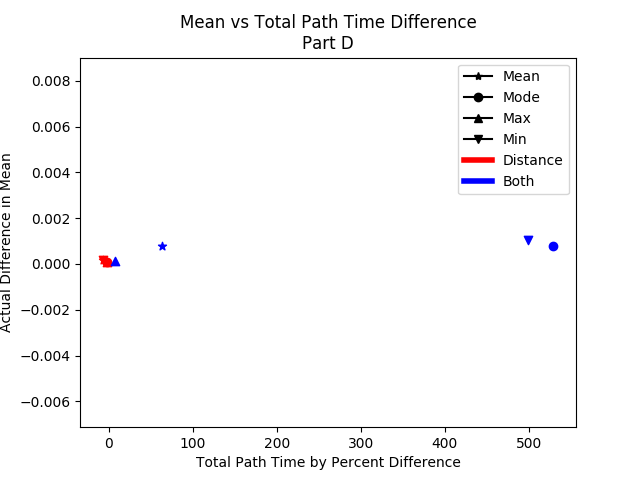 Mean vs Total Path Time Difference
Part D
Actual Difference in Mean
0.008
0.006
0.004
0.002
0.000
−0.002
−0.004
−0.006
Mean
Mode
Max
Min
Distance
Both
0 100 200 300 400 500
Total Path Time by Percent Difference